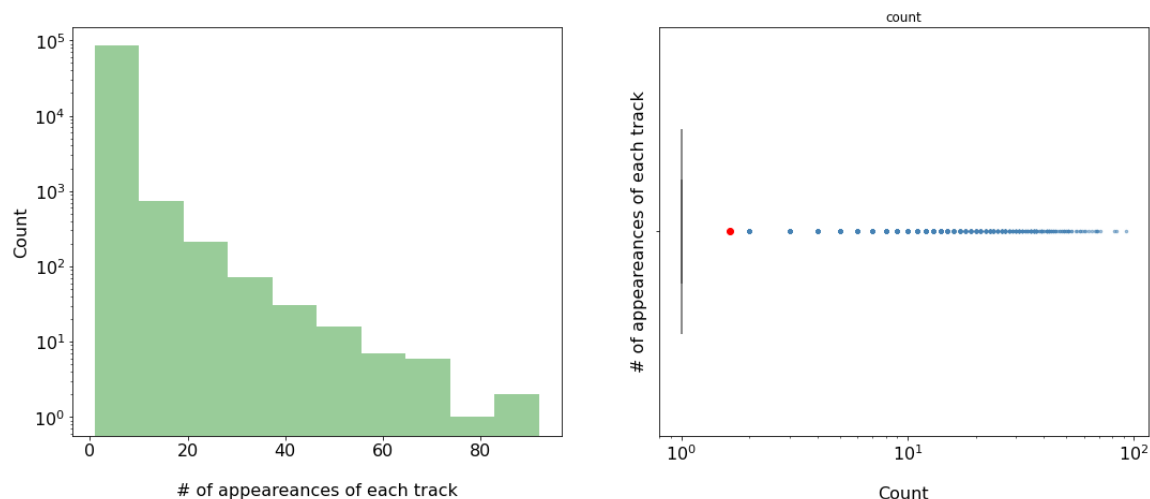 10^5
10^4
10^3
10^2
10^1
10^0
Count
0 20 40 60 80
# of appeareances of each track
count
# of appeareances of each track
10^0 10^1 10^2
Count